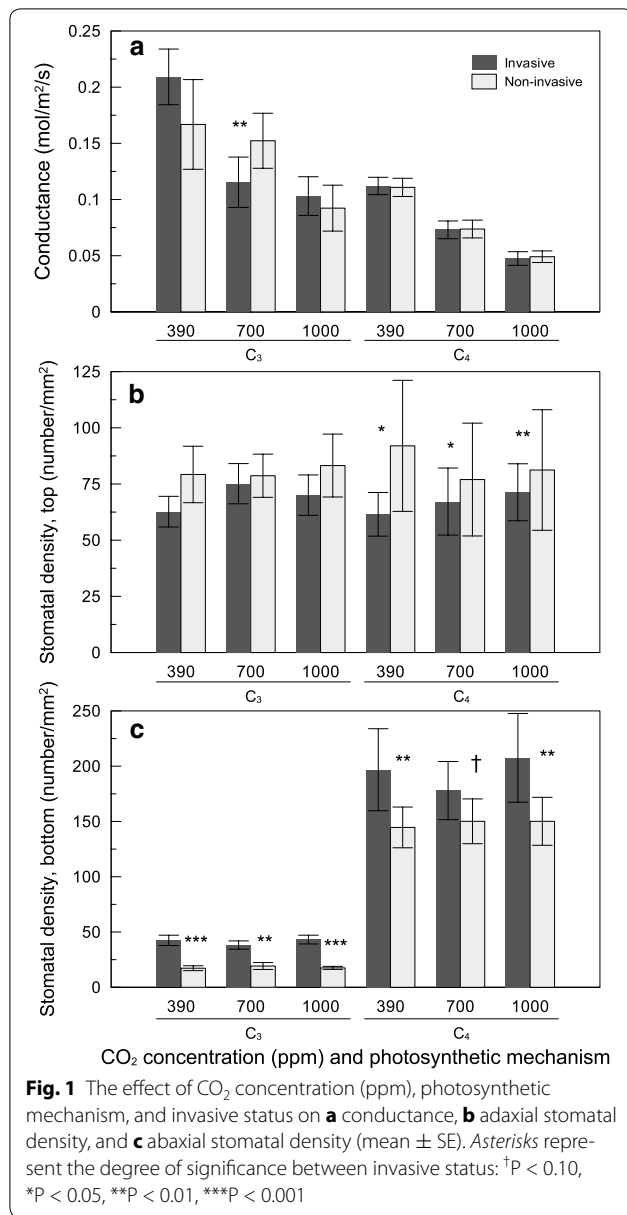 a
Invasive
Non-invasive
**
Conductance (mol/m²/s)
0.25
0.2
0.15
0.1
0.05
0
390 700 1000 390 700 1000
C₃ C₄
b
* * **
Stomatal density, top (number/mm²)
125
100
75
50
25
0
390 700 1000 390 700 1000
C₃ C₄
c
** † **
*** ** ***
Stomatal density, bottom (number/mm²)
250
200
150
100
50
0
390 700 1000 390 700 1000
C₃ C₄
CO₂ concentration (ppm) and photosynthetic mechanism
Fig. 1 The effect of CO₂ concentration (ppm), photosynthetic
mechanism, and invasive status on a conductance, b adaxial stomatal
density, and c abaxial stomatal density (mean ± SE). Asterisks repre-
sent the degree of significance between invasive status: †P < 0.10,
*P < 0.05, **P < 0.01, ***P < 0.001